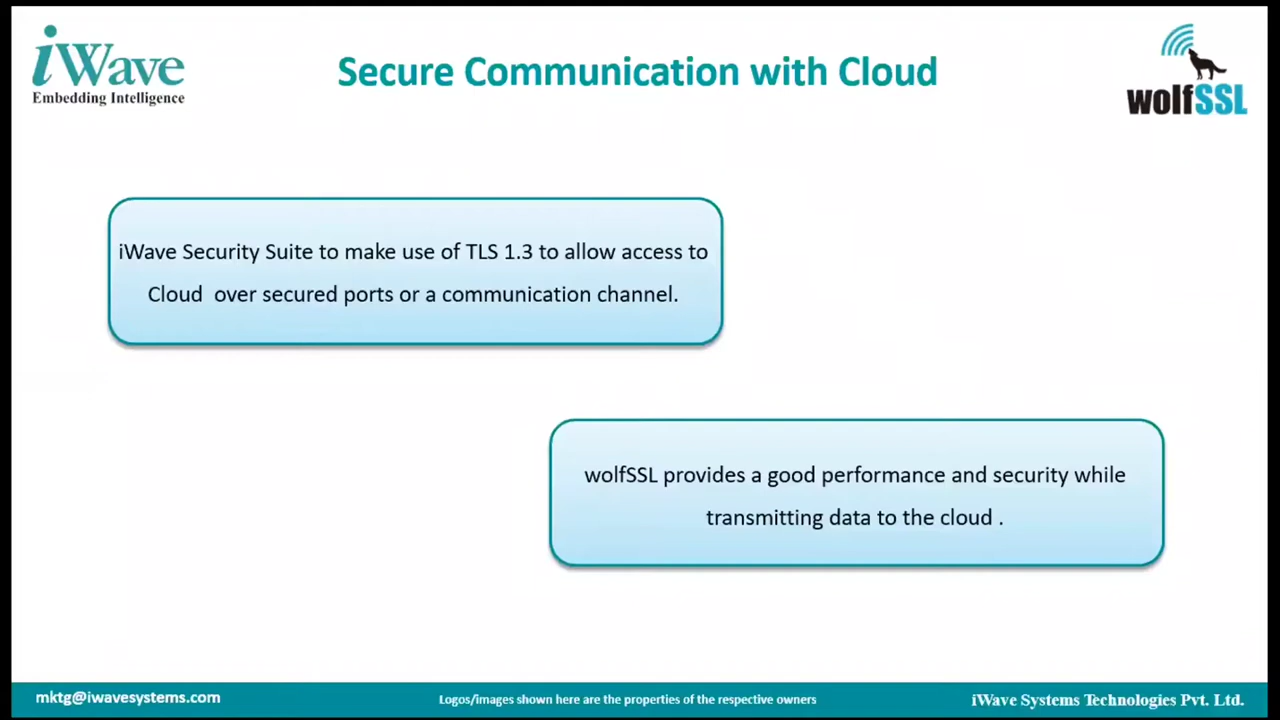 iWave
Embedding Intelligence
Secure Communication with Cloud
wolfSSL
iWave Security Suite to make use of TLS 1.3 to allow access to
Cloud  over secured ports or a communication channel.
wolfSSL provides a good performance and security while
transmitting data to the cloud .
mktg@iwavesystems.com
Logos/images shown here are the properties of the respective owners
iWave Systems Technologies Pvt. Ltd.